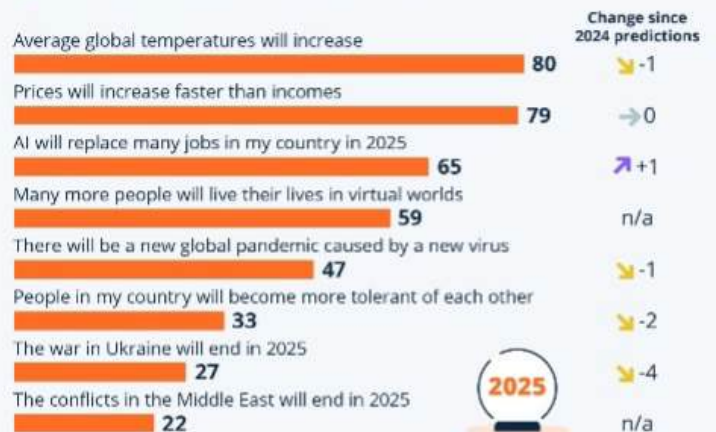 Change since
2024 predictions
Average global temperatures will increase
80 -1
Prices will increase faster than incomes
79 0
AI will replace many jobs in my country in 2025
65 +1
Many more people will live their lives in virtual worlds
59 n/a
There will be a new global pandemic caused by a new virus
47 -1
People in my country will become more tolerant of each other
33 -2
The war in Ukraine will end in 2025
27 -4
2025
The conflicts in the Middle East will end in 2025
22 n/a